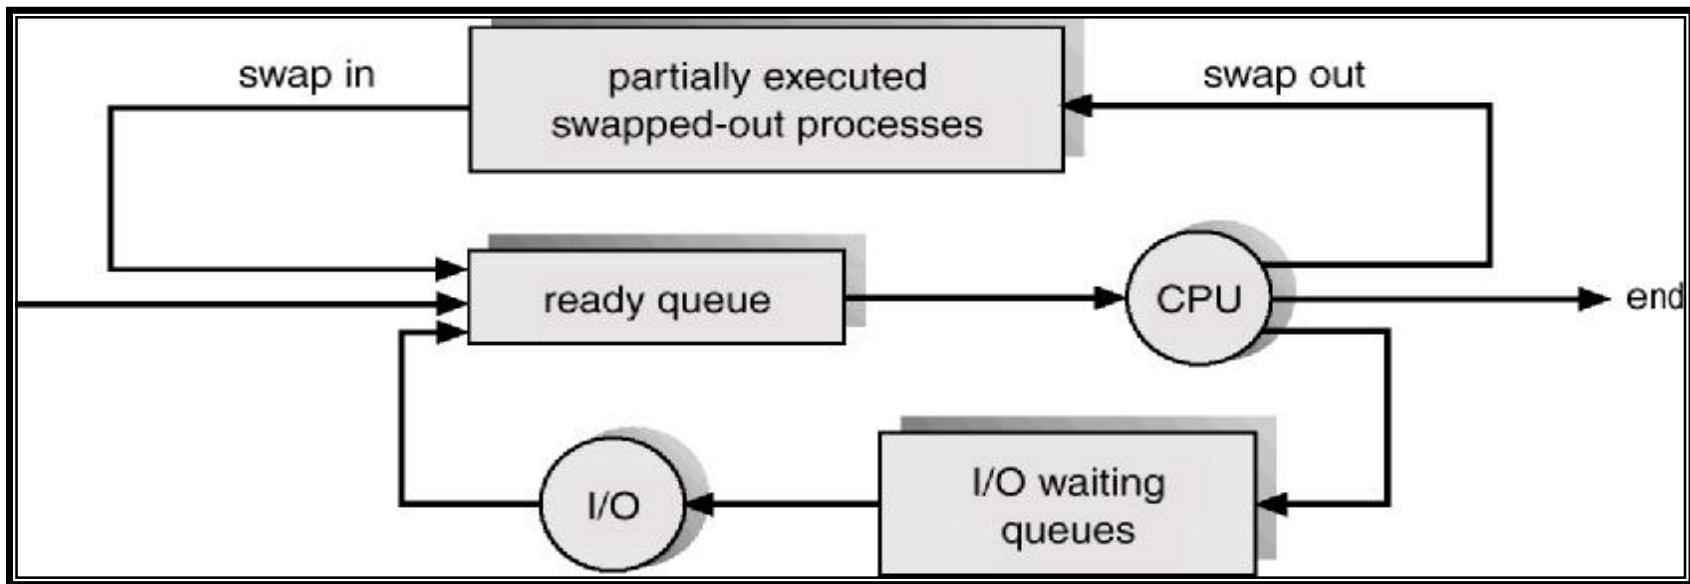 swap in
partially executed
swapped-out processes
swap out
ready queue
CPU
end
I/O
I/O waiting
queues